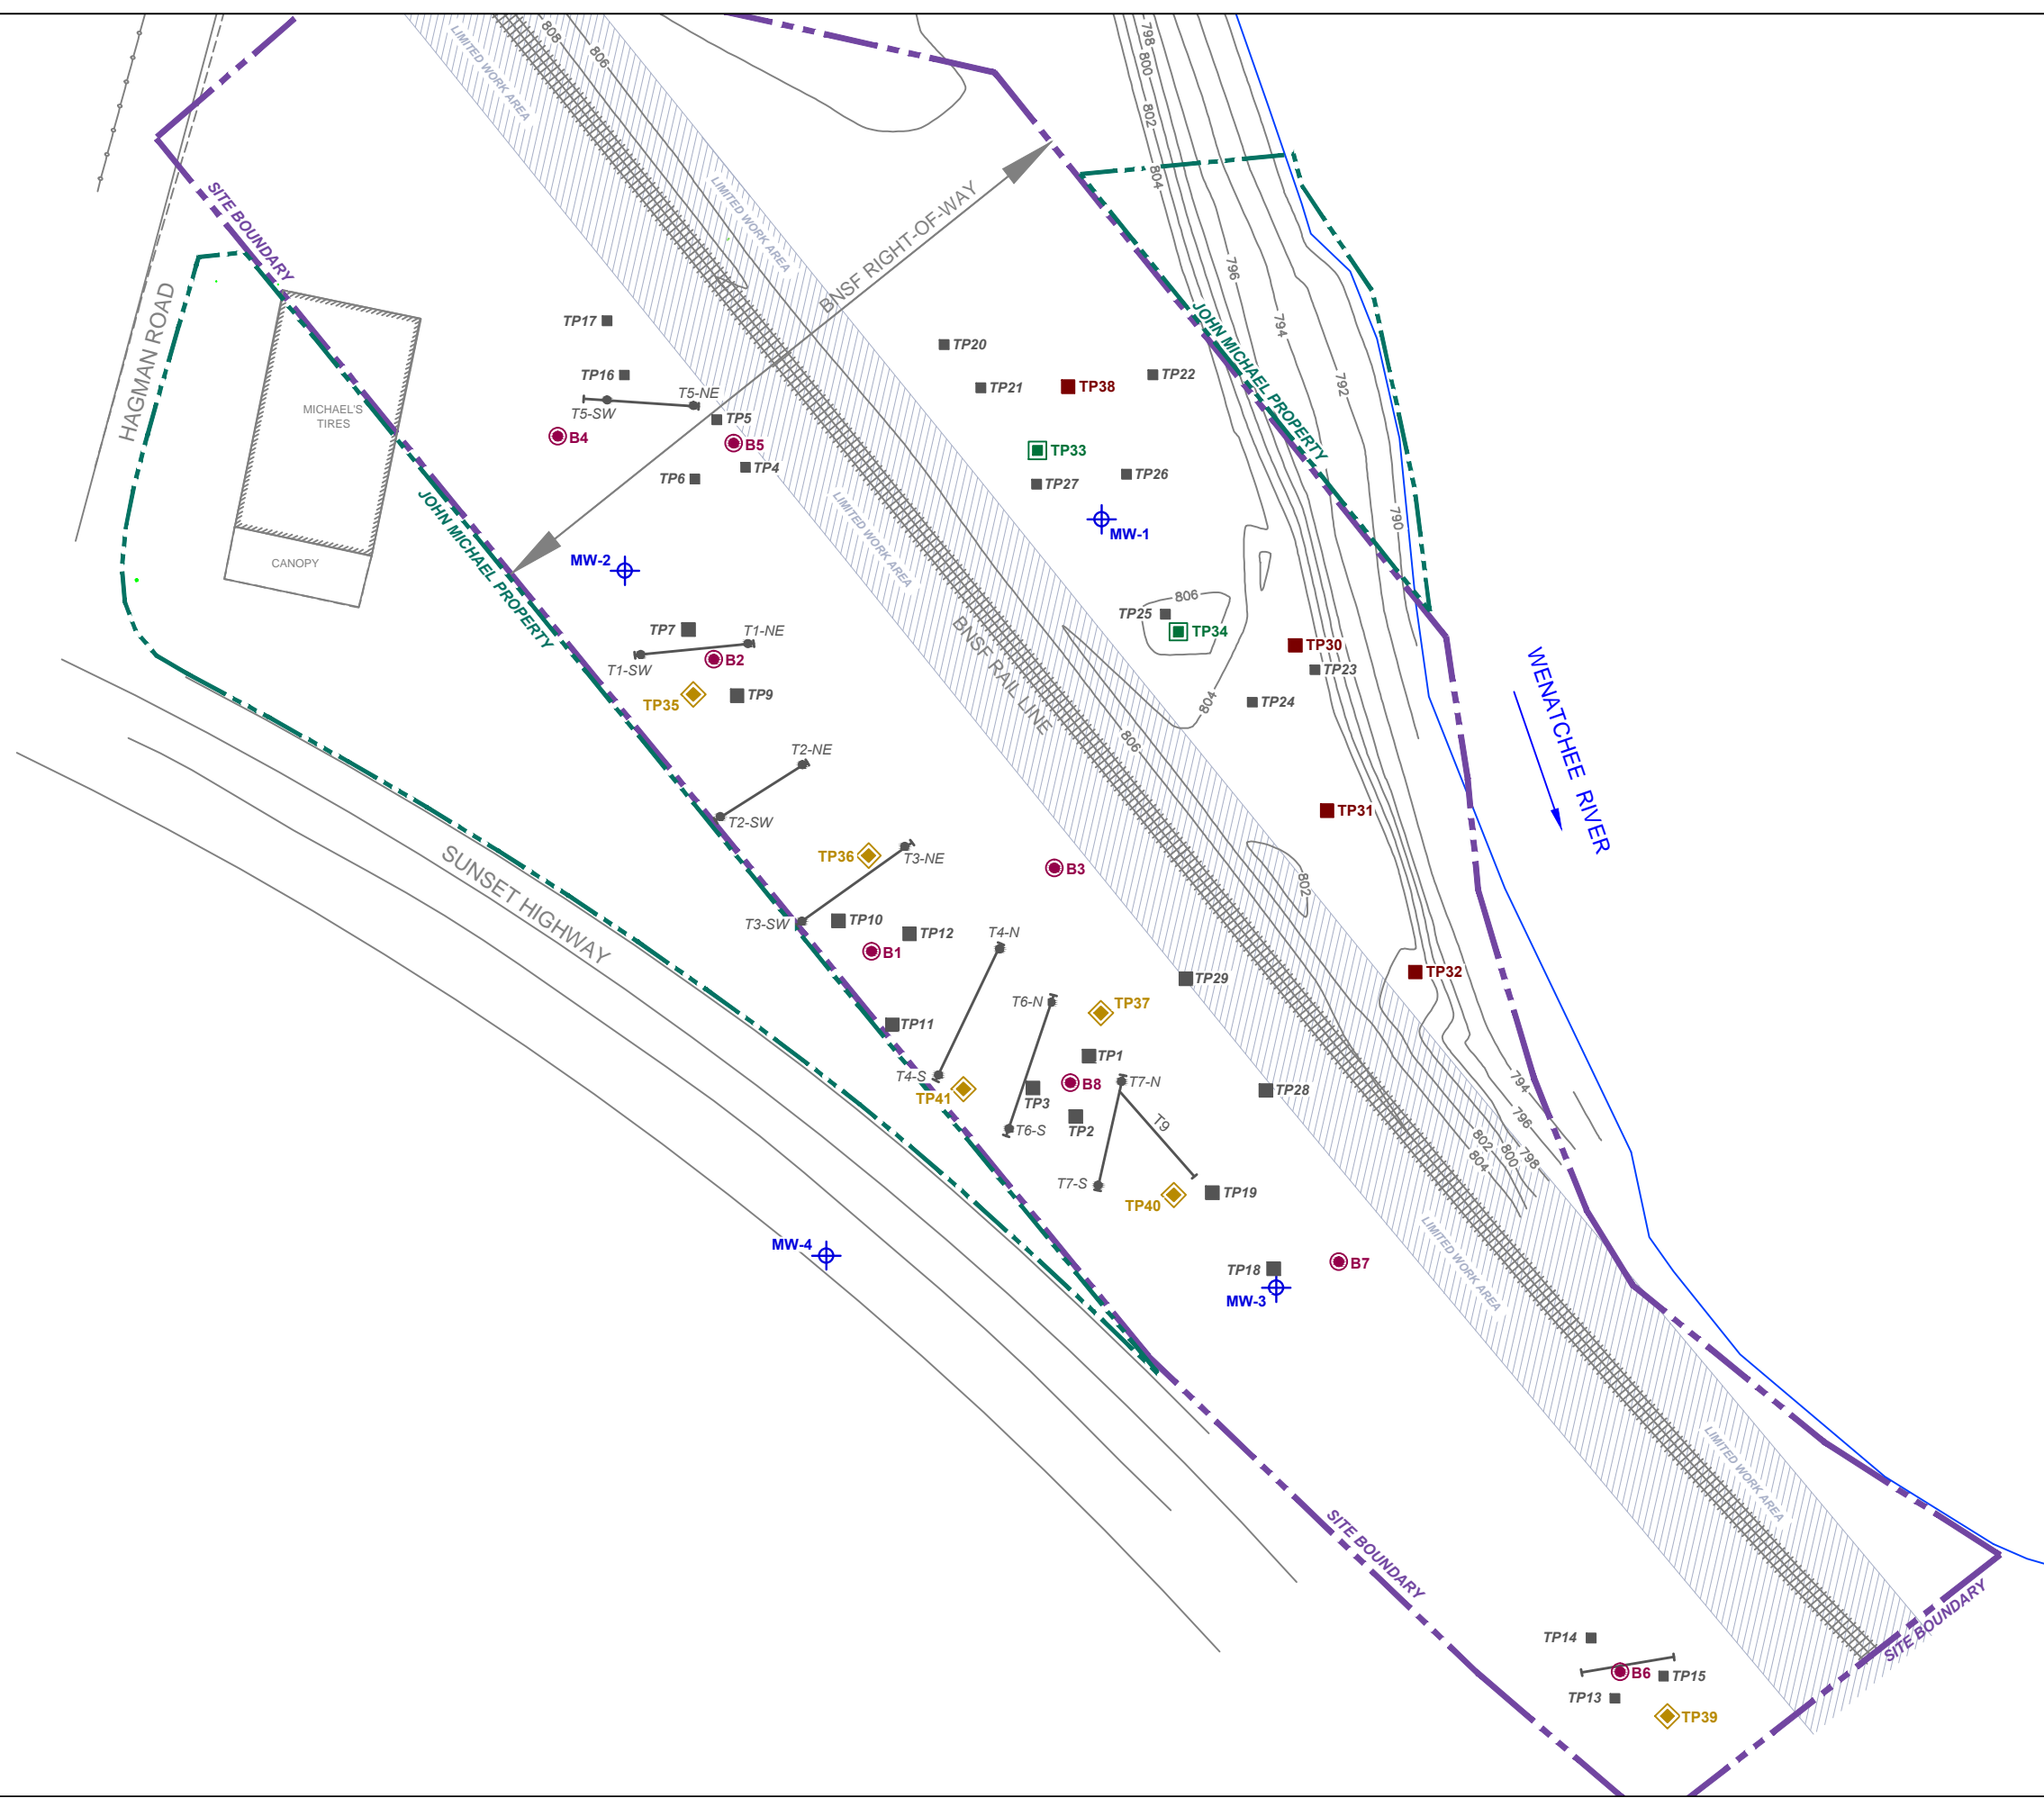 808
806
798
800
802
804
LIMITED WORK AREA
LIMITED WORK AREA
SITE BOUNDARY
BNSF RIGHT-OF-WAY
HAGMAN ROAD
796
794
792
790
JOHN MICHAEL PROPERTY
TP17
TP16
T5-NE
T5-SW
TP5
B4
B5
TP4
TP6
TP20
TP21
TP38
TP22
TP33
TP27
TP26
MW-1
MICHAEL'S
TIRES
CANOPY
JOHN MICHAEL PROPERTY
LIMITED WORK AREA
MW-2
806
TP25
TP34
TP30
TP23
TP24
804
TP7
T1-NE
T1-SW
B2
TP35
TP9
BNSF RAIL LINE
806
WENATCHEE RIVER
T2-NE
T2-SW
TP31
TP36
T3-NE
B3
802
SUNSET HIGHWAY
T3-SW
TP10
TP12
B1
T4-N
TP29
TP32
T6-N
TP37
TP11
TP1
T4-S
TP41
TP3
B8
T7-N
TP28
T6-S
TP2
T9
794
796
798
800
802
804
T7-S
TP40
TP19
MW-4
TP18
B7
MW-3
LIMITED WORK AREA
LIMITED WORK AREA
SITE BOUNDARY
SITE BOUNDARY
TP14
B6
TP15
TP13
TP39